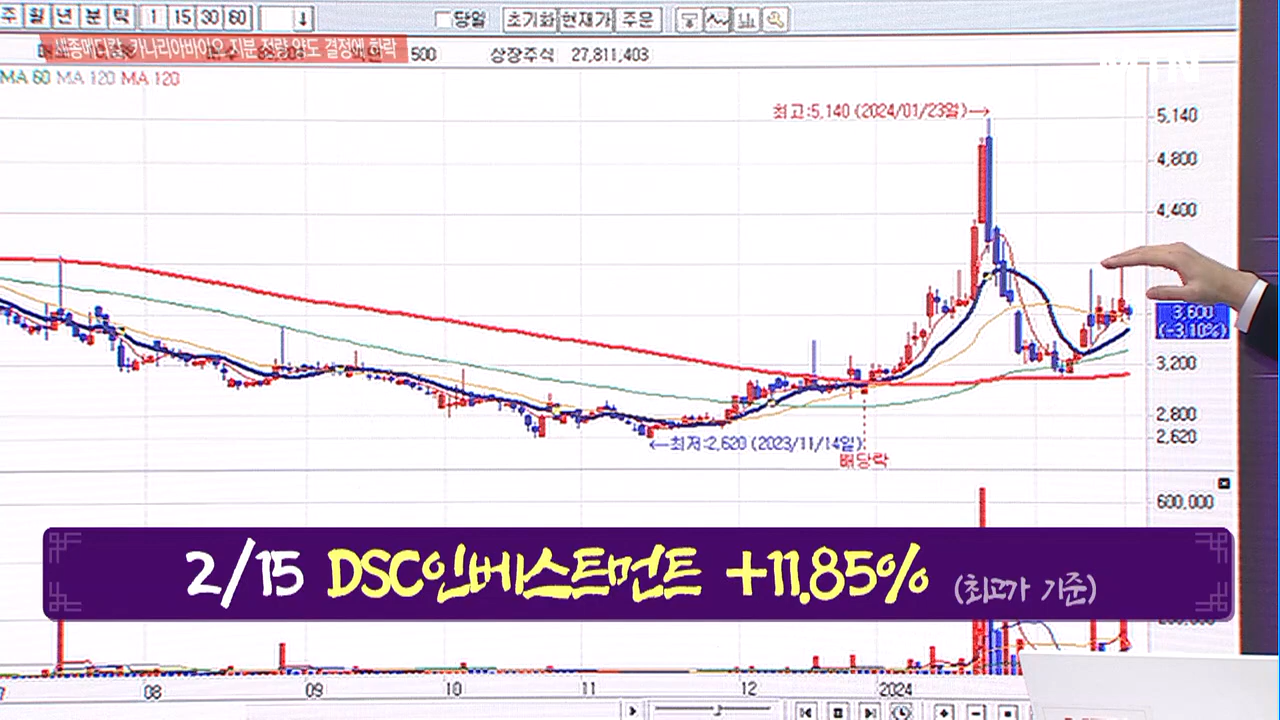 주 월 년 분 틱 1 15 30 60 당일 초기화 현재가 주문
세종메디칼, 카나리아바이오 지분 전량 양도 결정에 하락
500 상장주식 27,811,403
MTN
MA 60 MA 120 MA 120
최고:5,140 (2024/01/23일)→
5,140
4,800
4,400
3,600
(-3.10%)
3,200
2,800
2,620
←최저:2,620 (2023/11/14일)
배당락
600,000
2/15 DSC인베스트먼트 +11.85% (최고가 기준)
08 09 10 11 12 2024